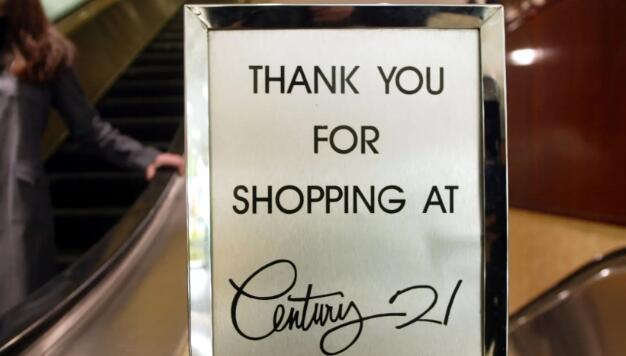 THANK YOU
FOR
SHOPPING AT
Century 21